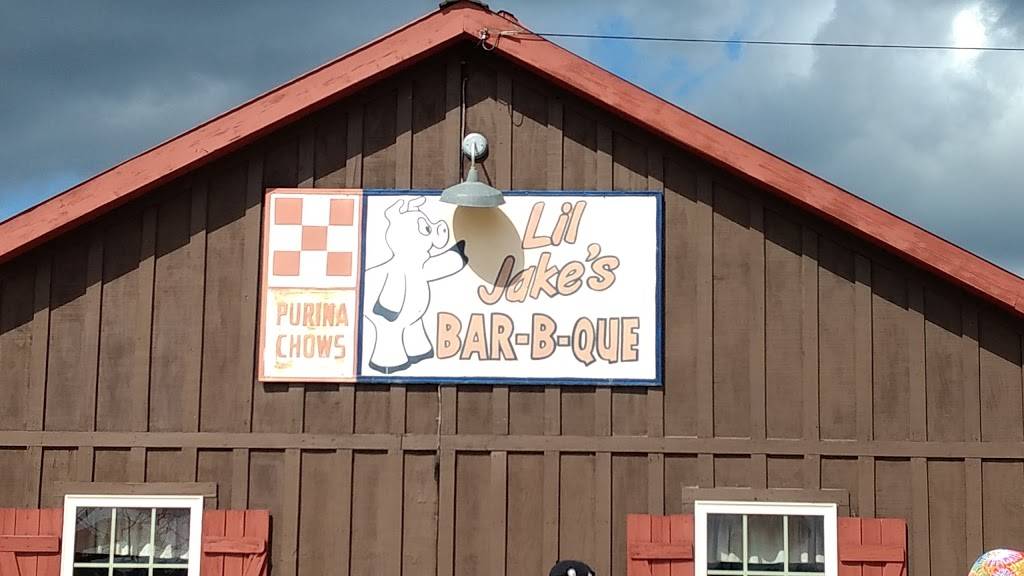 PURINA
CHOWS
Lil
Jake's
BAR-B-QUE